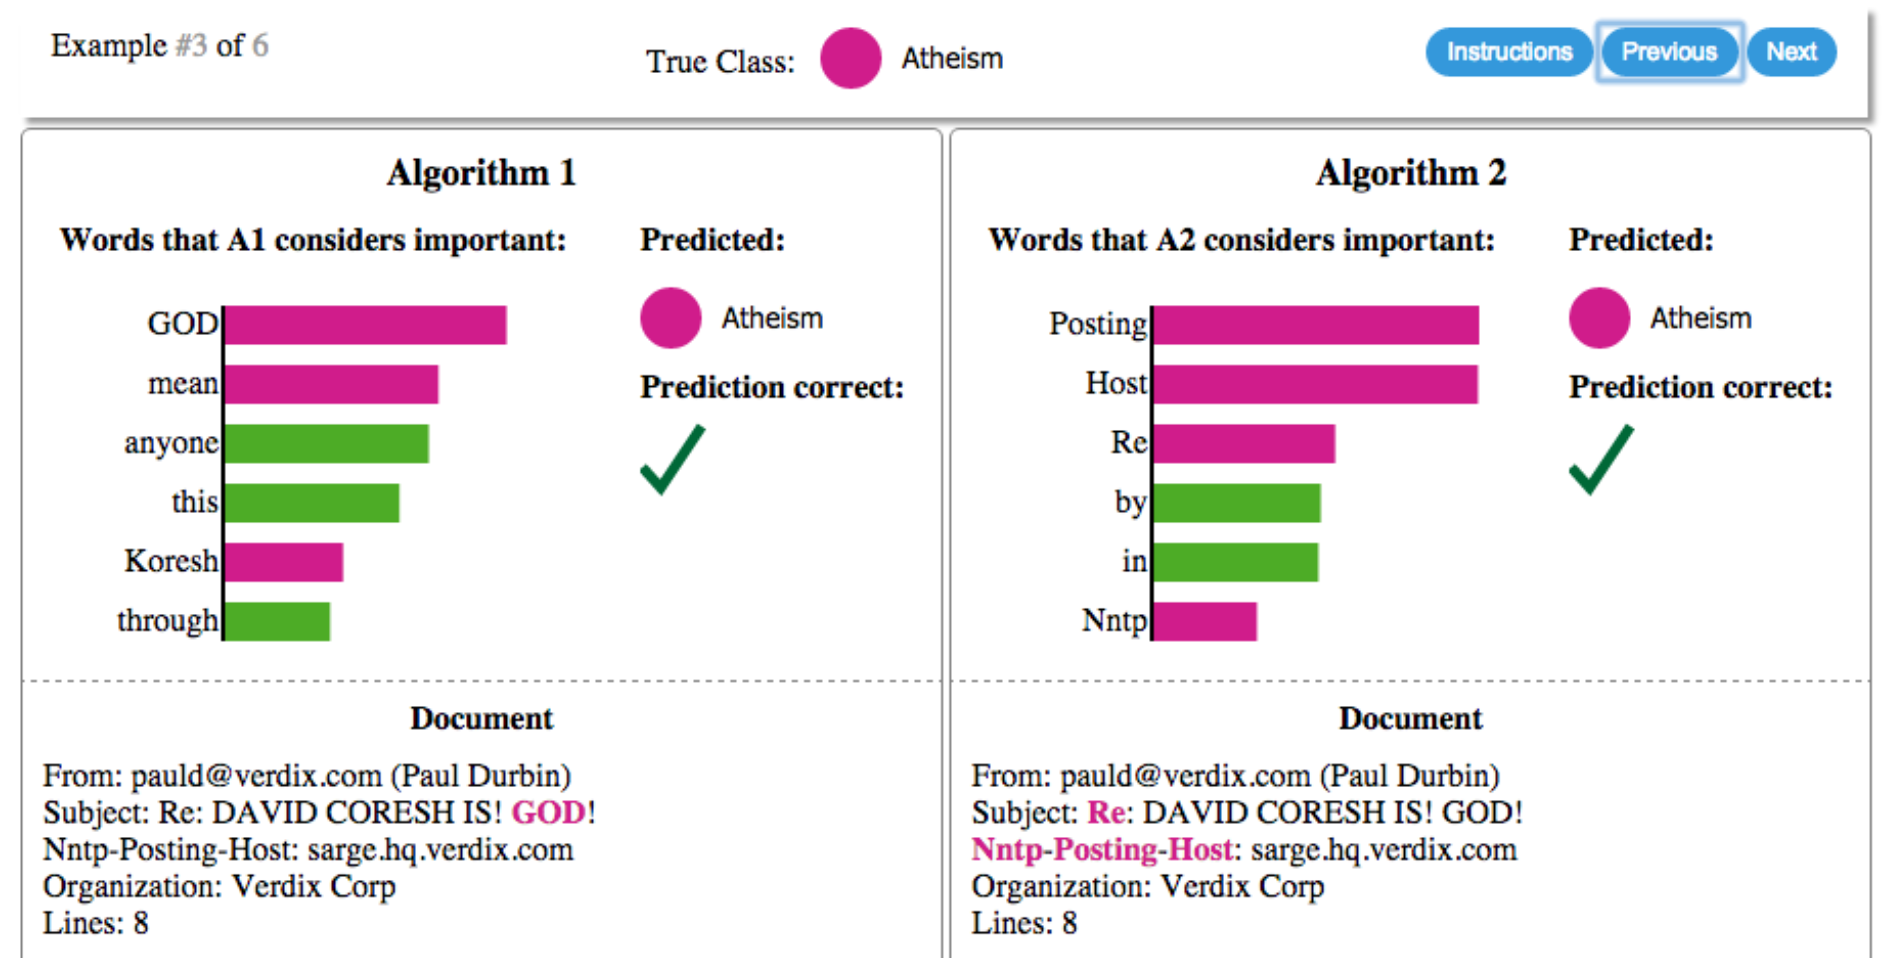 Example #3 of 6
True Class: Atheism
Instructions Previous Next
Algorithm 1
Words that A1 considers important:
Predicted:
GOD
mean
anyone
this
Koresh
through
Atheism
Prediction correct:
Document
From: pauld@verdix.com (Paul Durbin)
Subject: Re: DAVID CORESH IS! GOD!
Nntp-Posting-Host: sarge.hq.verdix.com
Organization: Verdix Corp
Lines: 8
Algorithm 2
Words that A2 considers important:
Predicted:
Posting
Host
Re
by
in
Nntp
Atheism
Prediction correct:
Document
From: pauld@verdix.com (Paul Durbin)
Subject: Re: DAVID CORESH IS! GOD!
Nntp-Posting-Host: sarge.hq.verdix.com
Organization: Verdix Corp
Lines: 8